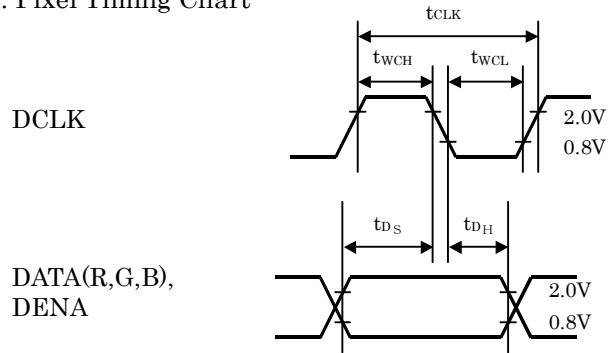 Pixel Timing Chart
tCLK
tWCH
tWCL
DCLK
2.0V
0.8V
tDS
tDH
DATA(R,G,B),
DENA
2.0V
0.8V